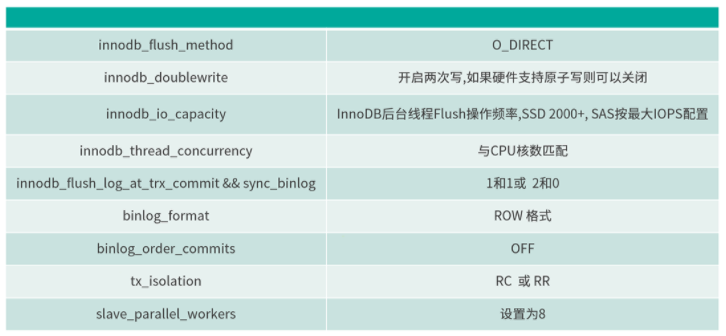 innodb_flush_method O_DIRECT
innodb_doublewrite 开启两次写,如果硬件支持原子写则可以关闭
innodb_io_capacity InnoDB后台线程Flush操作频率,SSD 2000+, SAS按最大IOPS配置
innodb_thread_concurrency 与CPU核数匹配
innodb_flush_log_at_trx_commit && sync_binlog 1和1或 2和0
binlog_format ROW 格式
binlog_order_commits OFF
tx_isolation RC 或 RR
slave_parallel_workers 设置为8